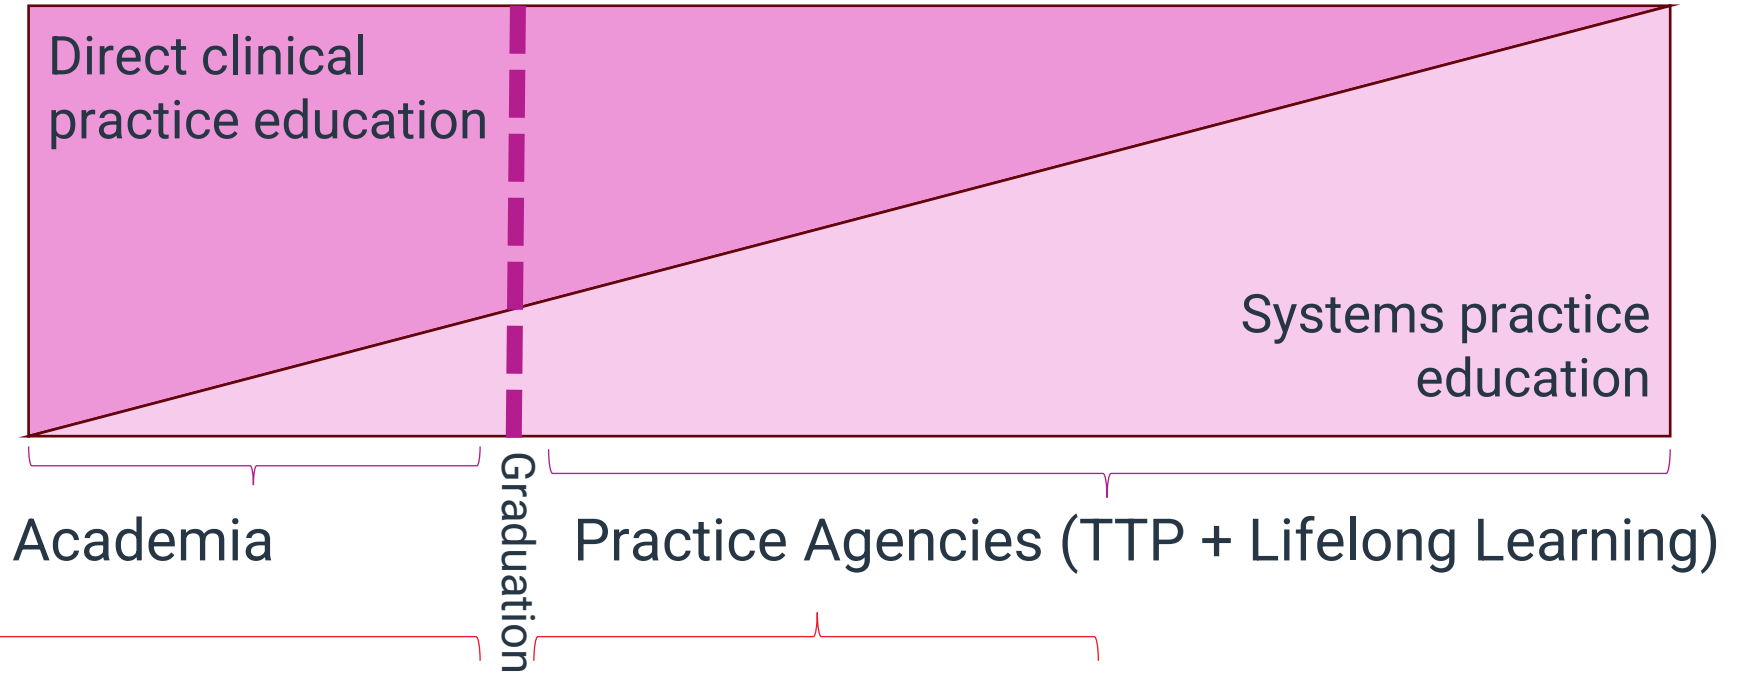 Direct clinical
practice education
Systems practice
education
Academia
Graduation
Practice Agencies (TTP + Lifelong Learning)